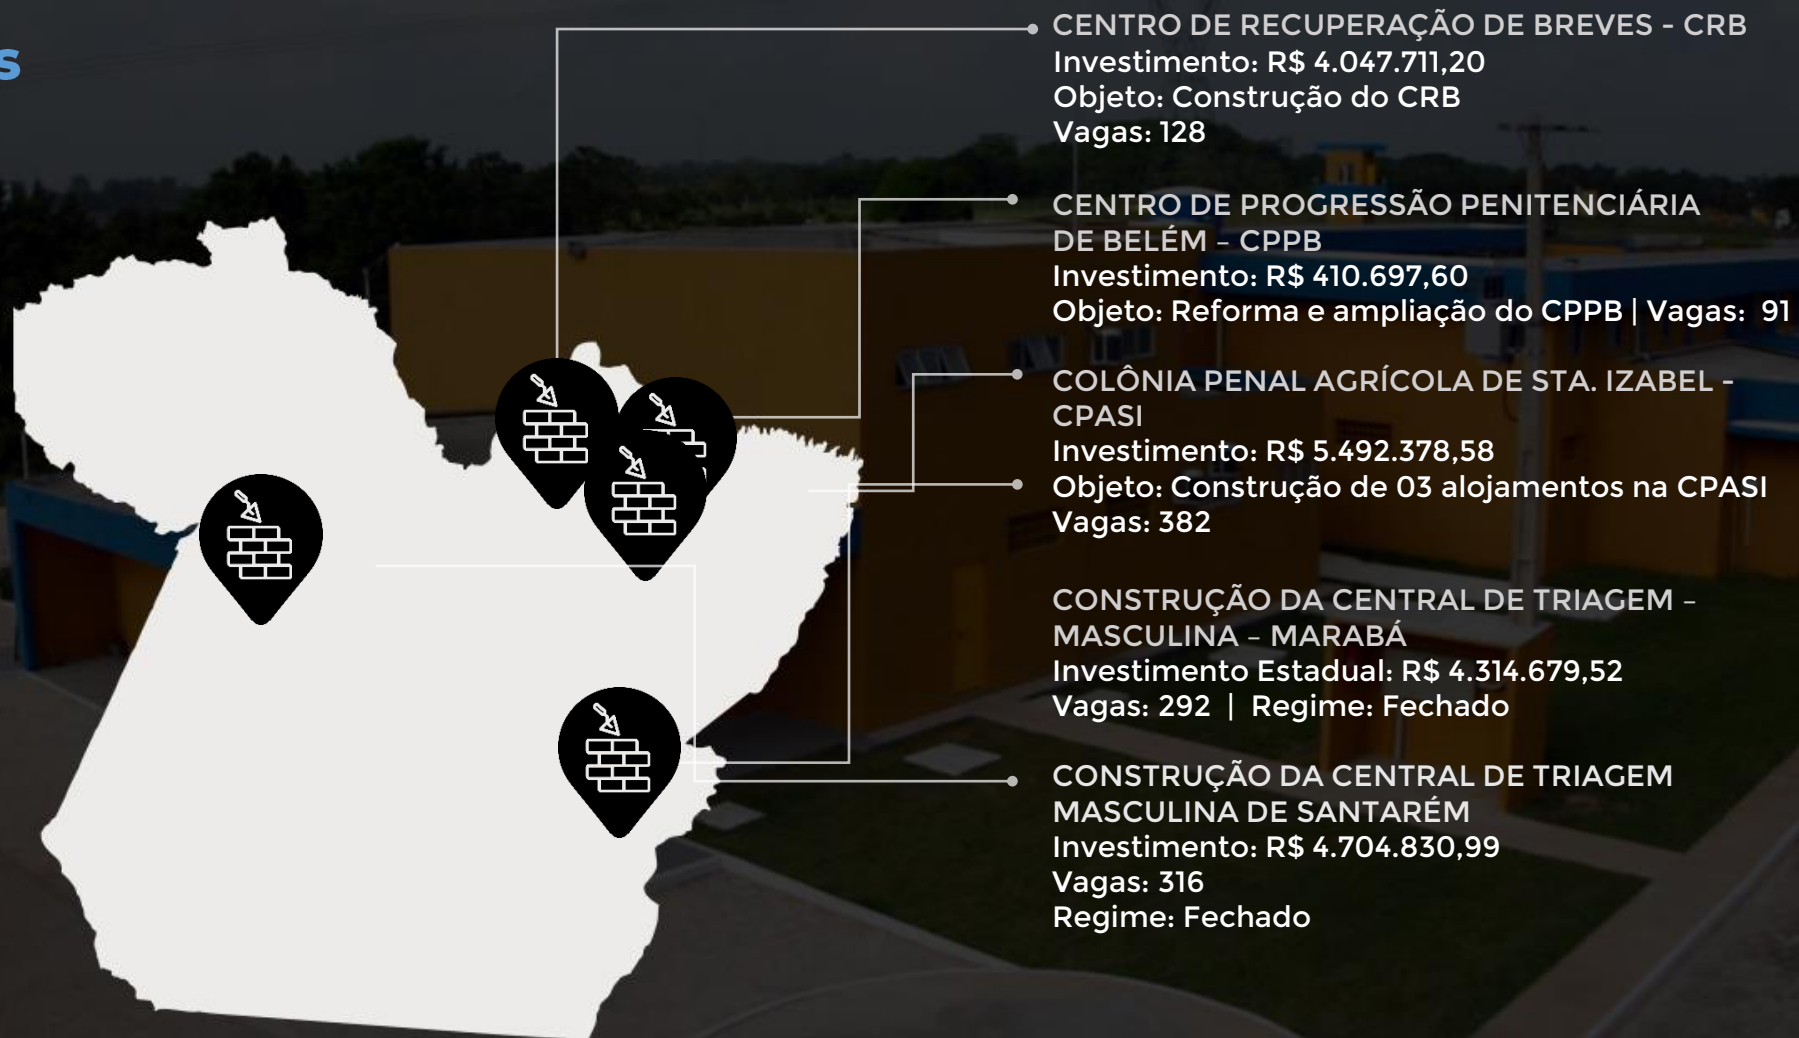 s
CENTRO DE RECUPERAÇÃO DE BREVES - CRB
Investimento: R$ 4.047.711,20
Objeto: Construção do CRB
Vagas: 128
CENTRO DE PROGRESSÃO PENITENCIÁRIA
DE BELÉM – CPPB
Investimento: R$ 410.697,60
Objeto: Reforma e ampliação do CPPB | Vagas: 91
COLÔNIA PENAL AGRÍCOLA DE STA. IZABEL -
CPASI
Investimento: R$ 5.492.378,58
Objeto: Construção de 03 alojamentos na CPASI
Vagas: 382
CONSTRUÇÃO DA CENTRAL DE TRIAGEM –
MASCULINA – MARABÁ
Investimento Estadual: R$ 4.314.679,52
Vagas: 292 | Regime: Fechado
CONSTRUÇÃO DA CENTRAL DE TRIAGEM
MASCULINA DE SANTARÉM
Investimento: R$ 4.704.830,99
Vagas: 316
Regime: Fechado